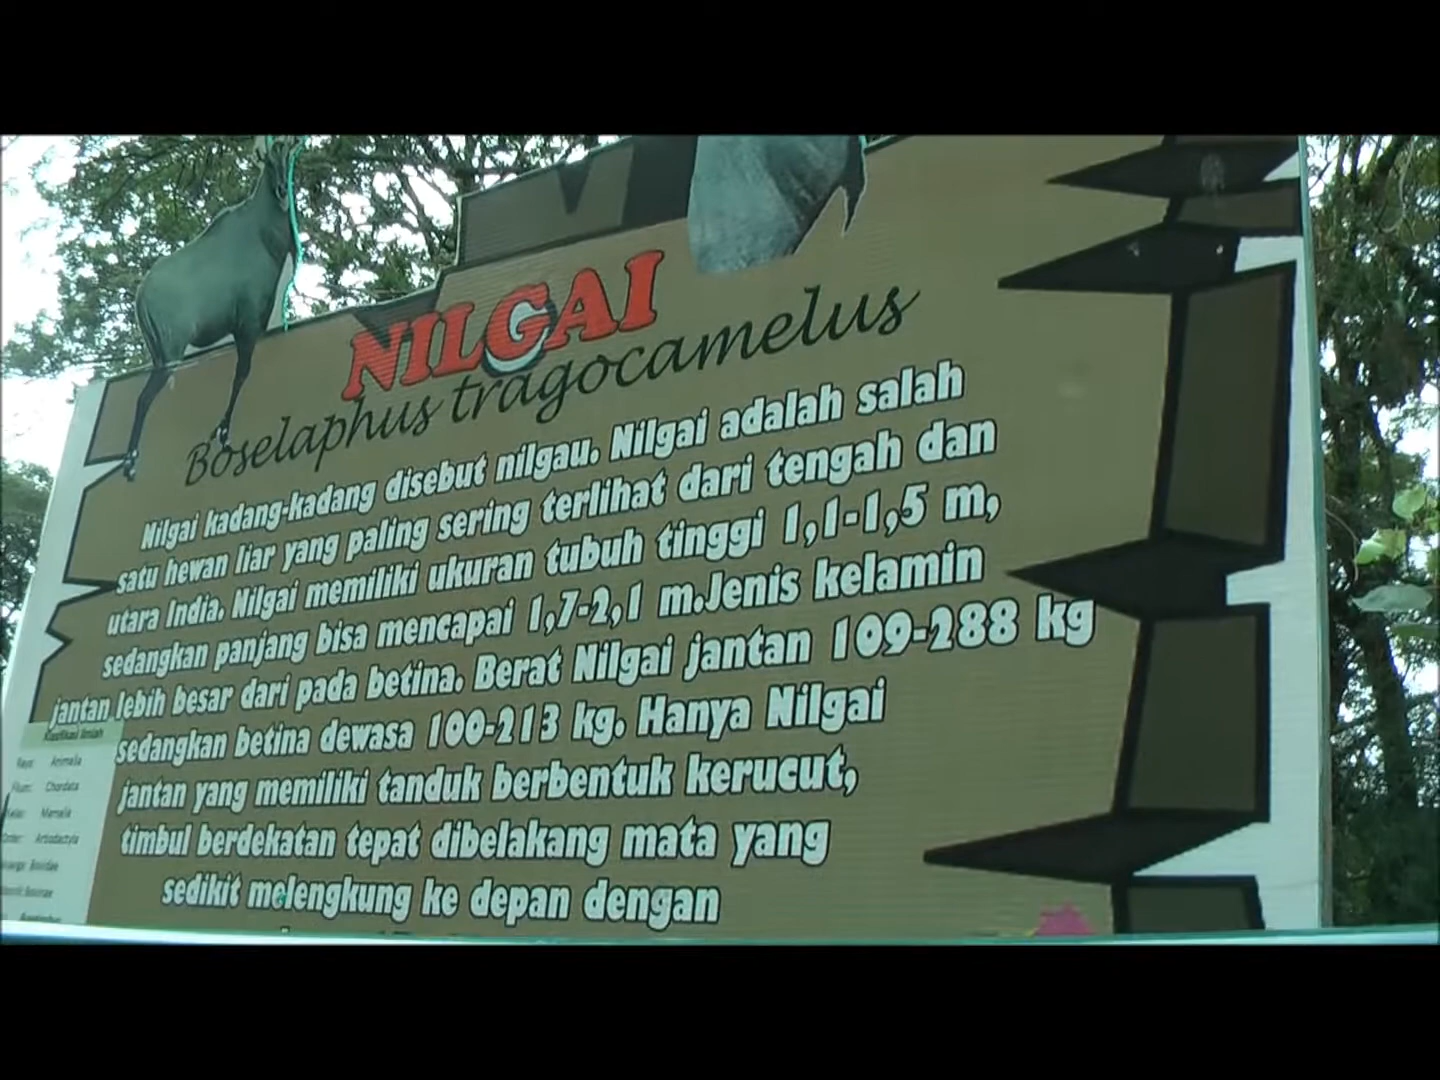 NILGAI
Boselaphus tragocamelus
Nilgai kadang-kadang disebut nilgau. Nilgai adalah salah
satu hewan liar yang paling sering terlihat dari tengah dan
utara India. Nilgai memiliki ukuran tubuh tinggi 1,1-1,5 m,
sedangkan panjang bisa mencapai 1,7-2,1 m.Jenis kelamin
jantan lebih besar dari pada betina. Berat Nilgai jantan 109-288 kg
sedangkan betina dewasa 100-213 kg. Hanya Nilgai
jantan yang memiliki tanduk berbentuk kerucut,
timbul berdekatan tepat dibelakang mata yang
sedikit melengkung ke depan dengan
Klasifikasi Ilmiah
Animalia
Filum: Chordata
Mamalia